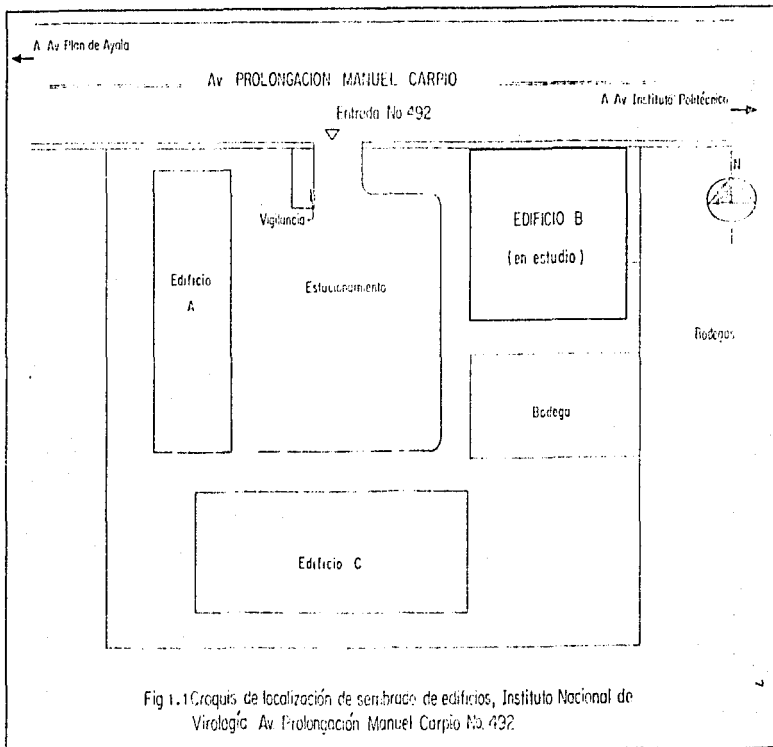 A Av Plan de Ayala
Av PROLONGACION MANUEL CARPIO
A Av Instituto Politécnico
Entrada No 492
N
Vigilancia
EDIFICIO B
(en estudio)
Edificio
A
Estacionamiento
Bodegas
Bodega
Edificio C
7
Fig 1.1 Croquis de localización de sembrado de edificios, Instituto Nacional de
Virología Av. Prolongación Manuel Carpio No. 492